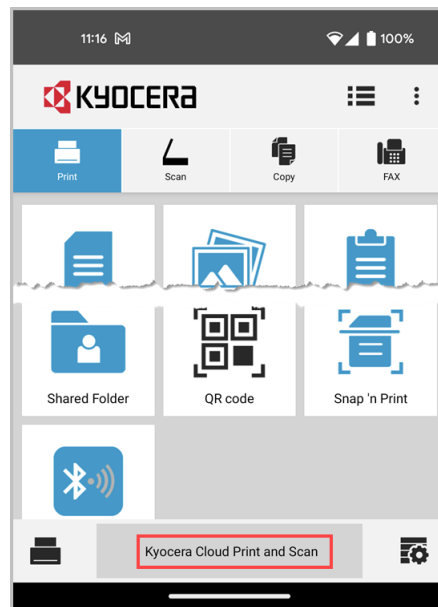 11:16 100%
KYOCERA
Print Scan Copy FAX
Shared Folder QR code Snap 'n Print
Kyocera Cloud Print and Scan